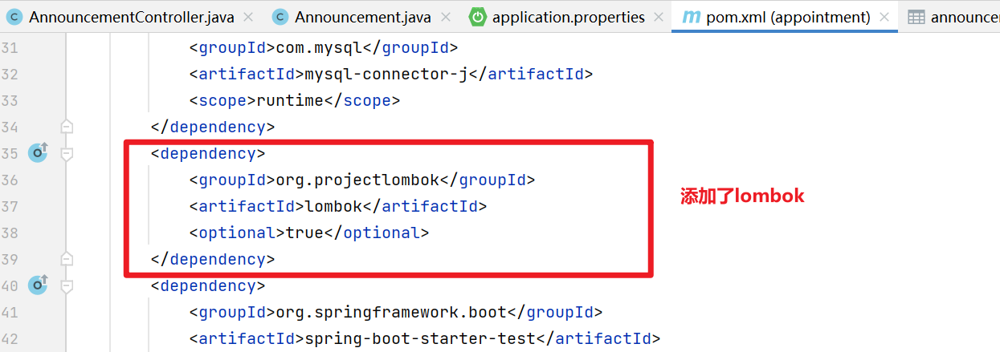 AnnouncementController.java
Announcement.java
application.properties
pom.xml (appointment)
announcer
31 <groupId>com.mysql</groupId>
32 <artifactId>mysql-connector-j</artifactId>
33 <scope>runtime</scope>
34 </dependency>
35 <dependency>
36 <groupId>org.projectlombok</groupId>
37 <artifactId>lombok</artifactId>
添加了lombok
38 <optional>true</optional>
39 </dependency>
40 <dependency>
41 <groupId>org.springframework.boot</groupId>
42 <artifactId>spring-boot-starter-test</artifactId>